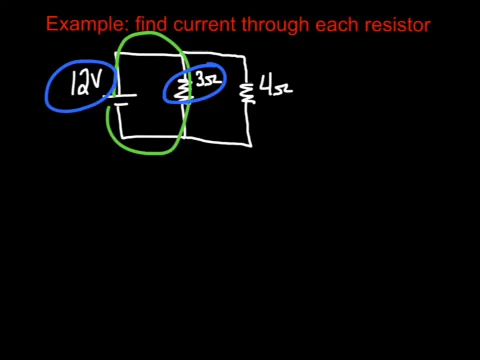 Example: find current through each resistor
12V 3Ω 4Ω